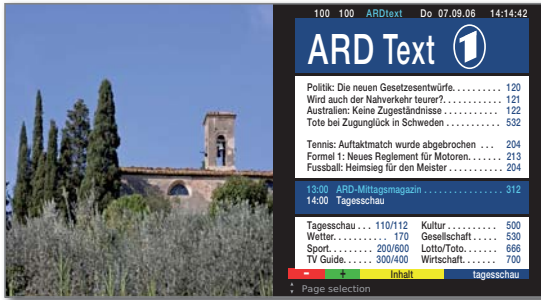 100 100 ARDtext Do 07.09.06 14:14:42
ARD Text 1
Politik: Die neuen Gesetzesentwürfe.......... 120
Wird auch der Nahverkehr teurer?............ 121
Australien: Keine Zugeständnisse ............ 122
Tote bei Zugunglück in Schweden ............ 532
Tennis: Auftaktmatch wurde abgebrochen ... 204
Formel 1: Neues Reglement für Motoren....... 213
Fussball: Heimsieg für den Meister ............ 204
13:00 ARD-Mittagsmagazin ................ 312
14:00 Tagesschau
Tagesschau ... 110/112 Kultur .......... 500
Wetter........... 170 Gesellschaft ..... 530
Sport......... 200/600 Lotto/Toto........ 666
TV Guide...... 300/400 Wirtschaft........ 700
- + Inhalt tagesschau
Page selection